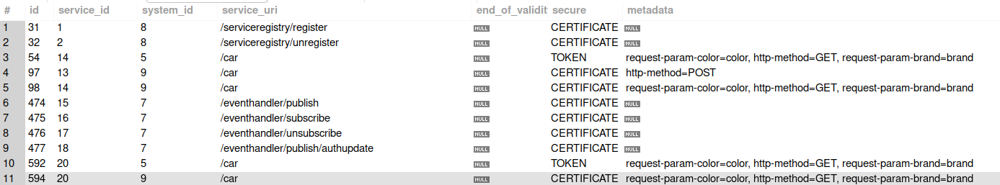 # id service_id system_id service_uri end_of_validit secure metadata
1 31 1 8 /serviceregistry/register NULL CERTIFICATE NULL
2 32 2 8 /serviceregistry/unregister NULL CERTIFICATE NULL
3 54 14 5 /car NULL TOKEN request-param-color=color, http-method=GET, request-param-brand=brand
4 97 13 9 /car NULL CERTIFICATE http-method=POST
5 98 14 9 /car NULL CERTIFICATE request-param-color=color, http-method=GET, request-param-brand=brand
6 474 15 7 /eventhandler/publish NULL CERTIFICATE NULL
7 475 16 7 /eventhandler/subscribe NULL CERTIFICATE NULL
8 476 17 7 /eventhandler/unsubscribe NULL CERTIFICATE NULL
9 477 18 7 /eventhandler/publish/authupdate NULL CERTIFICATE NULL
10 592 20 5 /car NULL TOKEN request-param-color=color, http-method=GET, request-param-brand=brand
11 594 20 9 /car NULL CERTIFICATE request-param-color=color, http-method=GET, request-param-brand=brand